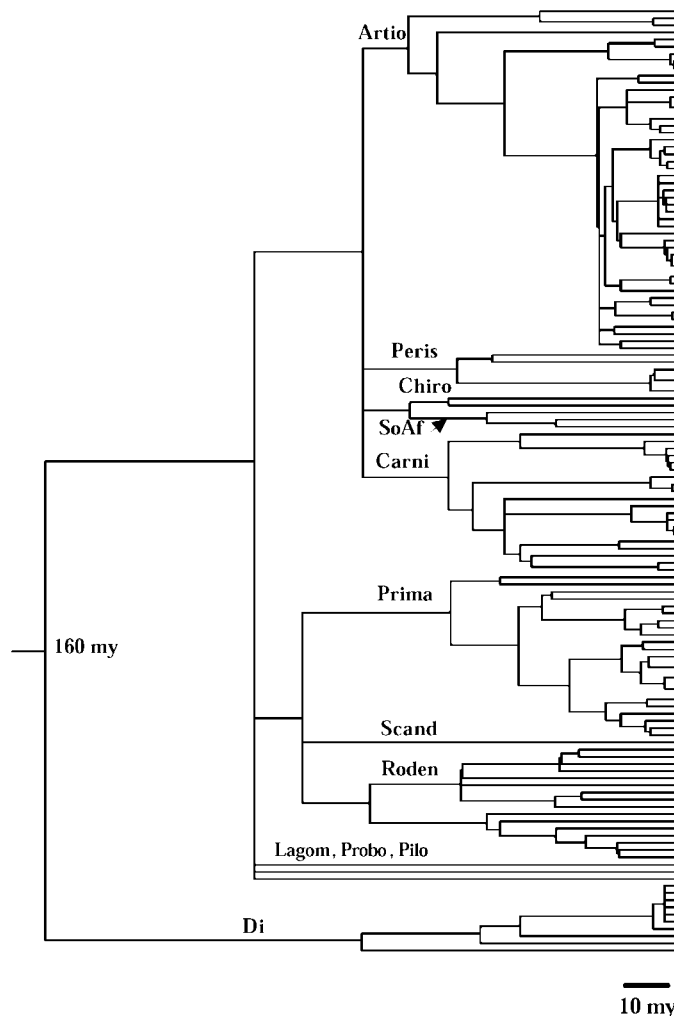 Artio
Peris
Chiro
SoAf
Carni
Prima
160 my
Scand
Roden
Lagom, Probo, Pilo
Di
10 my